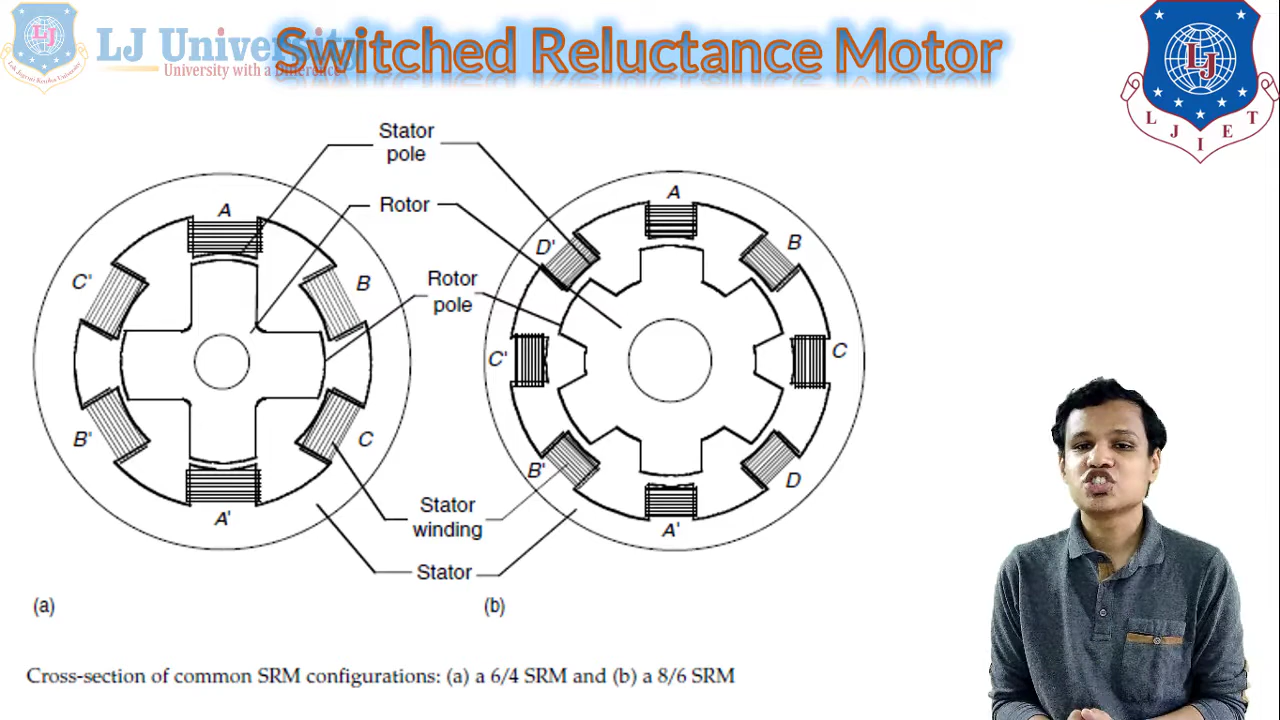 LJ University
University with a Difference
Switched Reluctance Motor
LJ
L J I E T
Stator
pole
Rotor
Rotor
pole
Stator
winding
Stator
A
B
C
A'
B'
C'
A
B
C
D
A'
B'
C'
D'
(a)
(b)
Cross-section of common SRM configurations: (a) a 6/4 SRM and (b) a 8/6 SRM